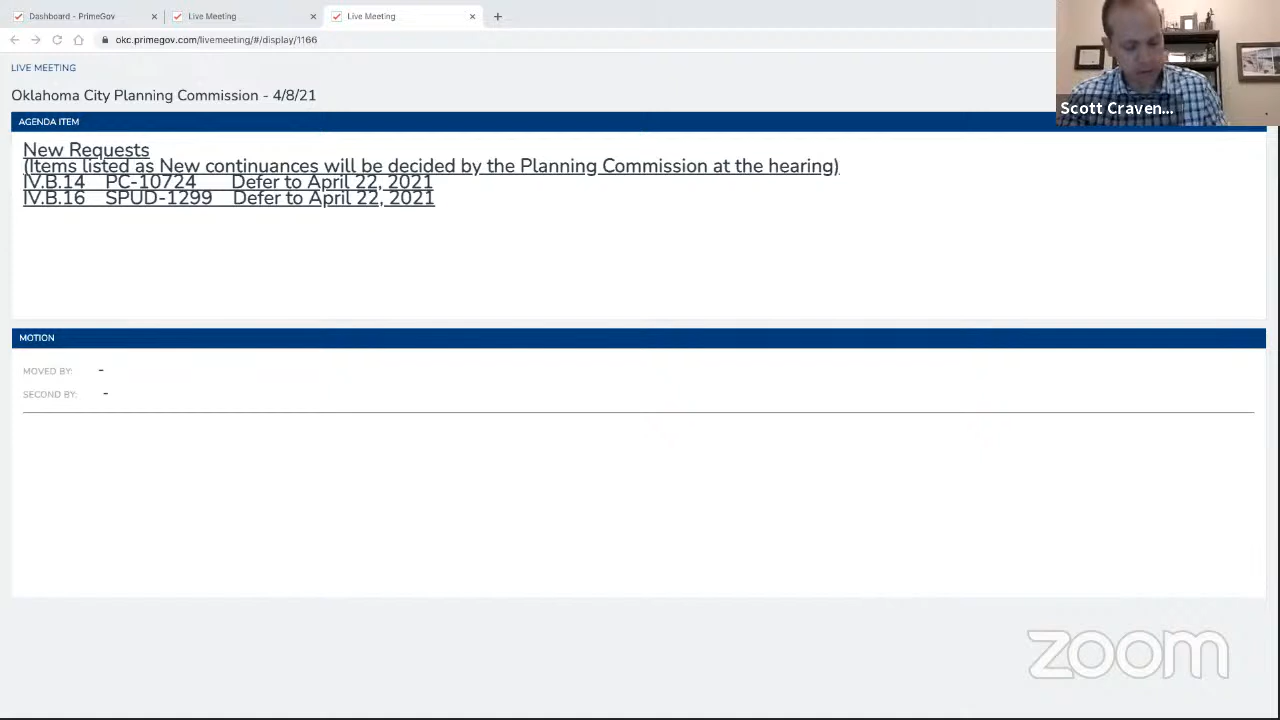 Dashboard - PrimeGov
Live Meeting
Live Meeting
okc.primegov.com/livemeeting/#/display/1166
LIVE MEETING
Oklahoma City Planning Commission - 4/8/21
Scott Craven...
AGENDA ITEM
New Requests
(Items listed as New continuances will be decided by the Planning Commission at the hearing)
IV.B.14 PC-10724 Defer to April 22, 2021
IV.B.16 SPUD-1299 Defer to April 22, 2021
MOTION
MOVED BY: -
SECOND BY: -
zoom